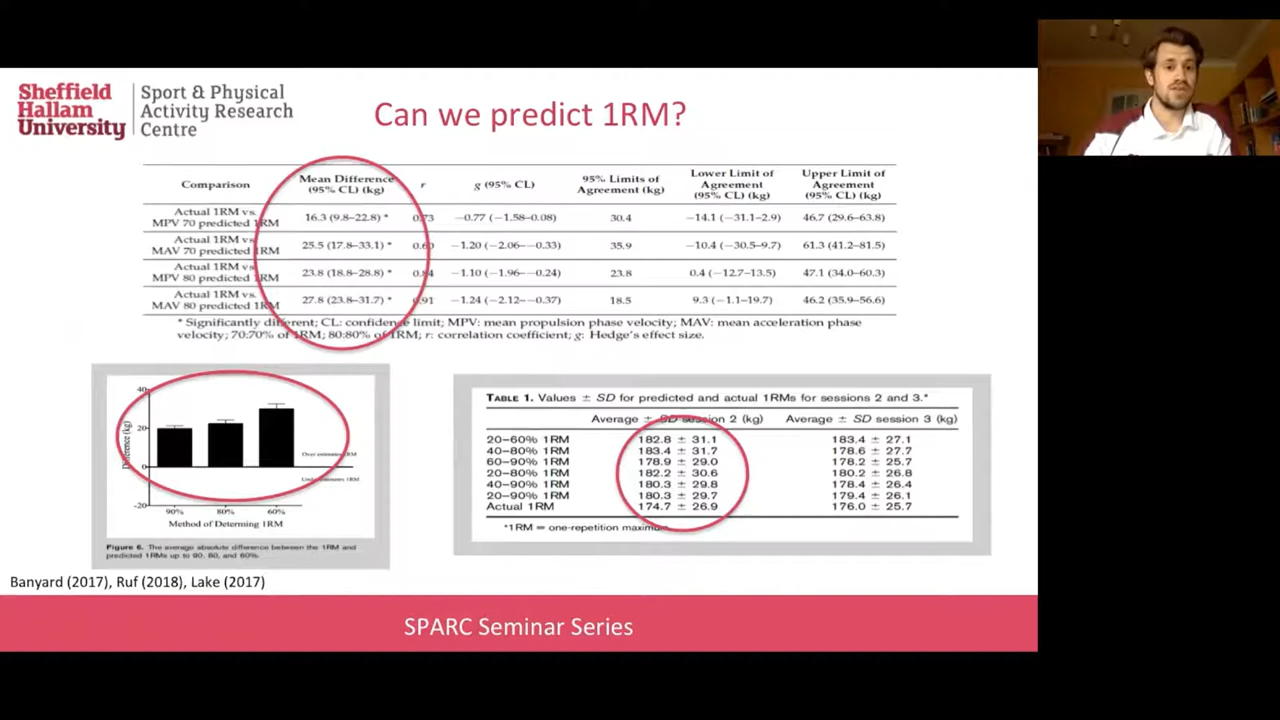 Sheffield
Hallam
University
Sport & Physical
Activity Research
Centre
Can we predict 1RM?
Comparison Mean Difference (95% CL) (kg) r g (95% CL) 95% Limits of Agreement (kg) Lower Limit of Agreement (95% CL) (kg) Upper Limit of Agreement (95% CL) (kg)
Actual 1RM vs. MPV 70 predicted 1RM 16.3 (9.8–22.8) * 0.73 −0.77 (−1.58–0.08) 30.4 −14.1 (−31.1–2.9) 46.7 (29.6–63.8)
Actual 1RM vs. MAV 70 predicted 1RM 25.5 (17.8–33.1) * −1.20 (−2.06–−0.33) 35.9 −10.4 (−30.5–9.7) 61.3 (41.2–81.5)
Actual 1RM vs. MPV 80 predicted 1RM 23.8 (18.8–28.8) * −1.10 (−1.96–−0.24) 23.8 0.4 (−12.7–13.5) 47.1 (34.0–60.3)
Actual 1RM vs. MAV 80 predicted 1RM 27.8 (23.8–31.7) * 0.91 −1.24 (−2.12–−0.37) 18.5 9.3 (−1.1–19.7) 46.2 (35.9–56.6)
* Significantly different; CL: confidence limit; MPV: mean propulsion phase velocity; MAV: mean acceleration phase
velocity; 70:70% of 1RM; 80:80% of 1RM; r: correlation coefficient; g: Hedge's effect size.
Difference (kg)
40
20
0
-20
Over estimates 1RM
Under estimates 1RM
90% 80% 60%
Method of Determing 1RM
Figure 6. The average absolute difference between the 1RM and
predicted 1RMs up to 90, 80, and 60%.
TABLE 1. Values ± SD for predicted and actual 1RMs for sessions 2 and 3.*
Average ± SD session 2 (kg) Average ± SD session 3 (kg)
20–60% 1RM 182.8 ± 31.1 183.4 ± 27.1
40–80% 1RM 183.4 ± 31.7 178.6 ± 27.7
60–90% 1RM 178.9 ± 29.0 178.2 ± 25.7
20–80% 1RM 182.2 ± 30.6 180.2 ± 26.8
40–90% 1RM 180.3 ± 29.8 178.4 ± 26.4
20–90% 1RM 180.3 ± 29.7 179.4 ± 26.1
Actual 1RM 174.7 ± 26.9 176.0 ± 25.7
*1RM = one-repetition maximum.
Banyard (2017), Ruf (2018), Lake (2017)
SPARC Seminar Series